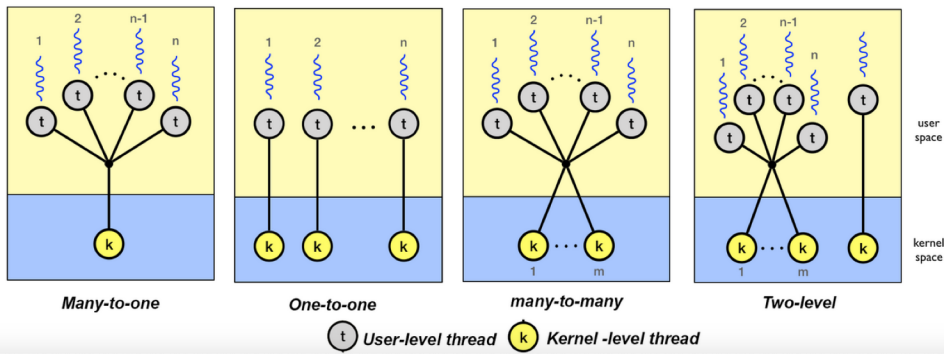 1
2
n-1
n
t
t
t
t
k
Many-to-one
1
2
n
t
t
...
t
k
k
k
One-to-one
1
2
n-1
n
t
t
t
t
k
...
k
1
m
many-to-many
1
2
n-1
n
t
t
t
t
t
k
...
k
k
1
m
Two-level
user
space
kernel
space
t User-level thread
k Kernel -level thread